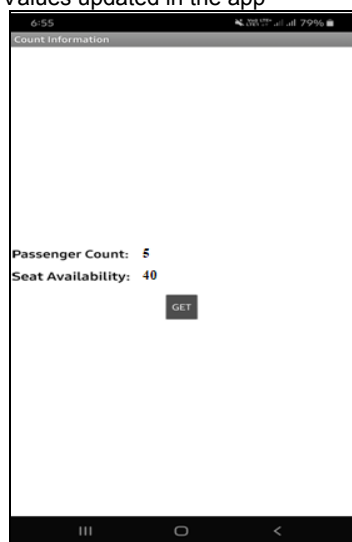 Values updated in the app
6:55 79%
Count Information
Passenger Count: 5
Seat Availability: 40
GET